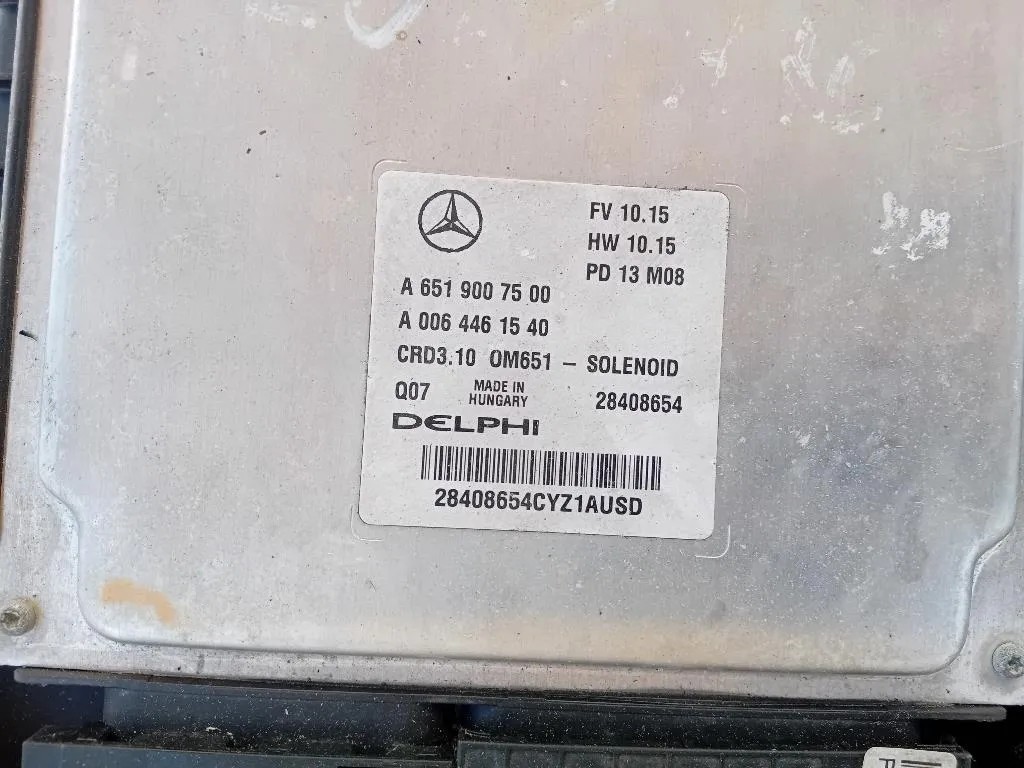 FV 10.15
HW 10.15
PD 13 M08
A 651 900 75 00
A 006 446 15 40
CRD3.10 OM651 – SOLENOID
Q07 MADE IN HUNGARY 28408654
DELPHI
28408654CYZ1AUSD